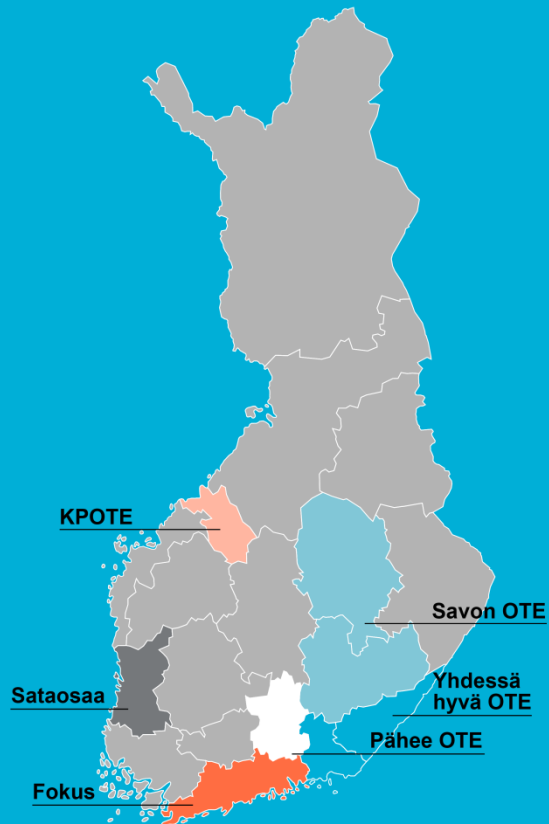 KPOTE
Savon OTE
Yhdessä
hyvä OTE
Sataosaa
Pähee OTE
Fokus